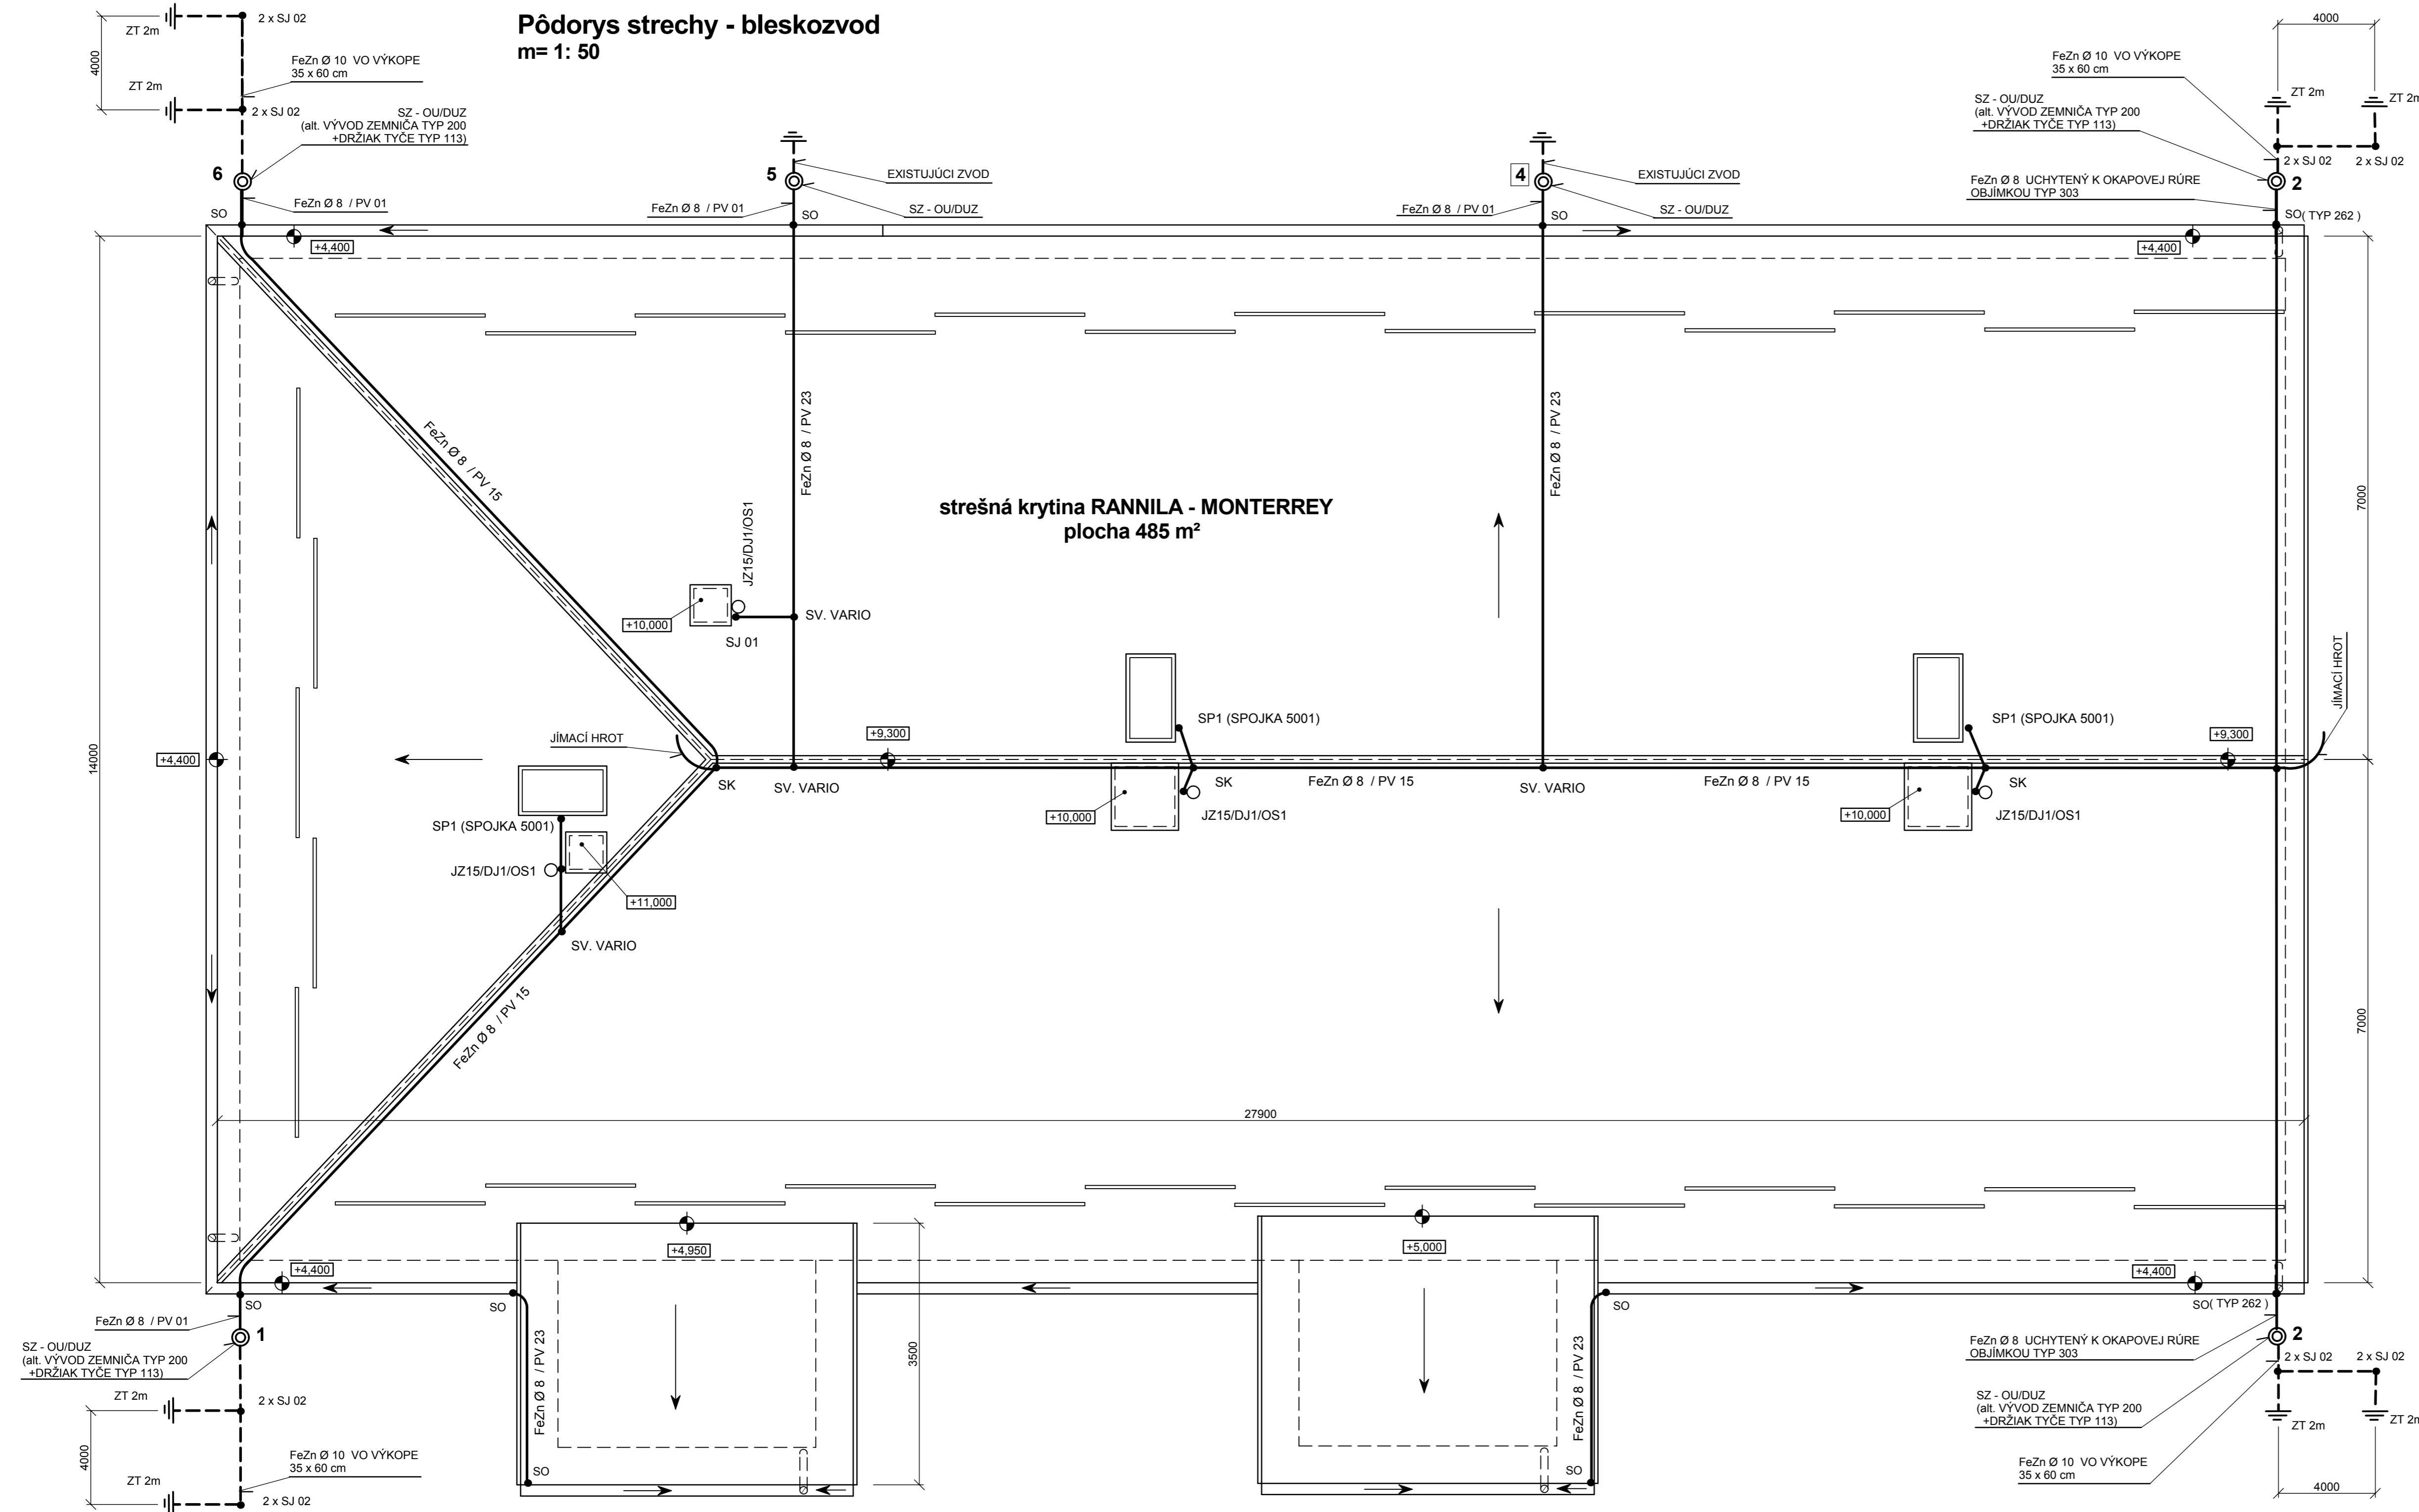 Pôdorys strechy - bleskozvod
m= 1: 50
2 x SJ 02
ZT 2m
4000
FeZn Ø 10 VO VÝKOPE
35 x 60 cm
ZT 2m
2 x SJ 02
SZ - OU/DUZ
(alt. VÝVOD ZEMNIČA TYP 200
+DRŽIAK TYČE TYP 113)
6
FeZn Ø 8 / PV 01
SO
5
EXISTUJÚCI ZVOD
FeZn Ø 8 / PV 01
SZ - OU/DUZ
SO
4
EXISTUJÚCI ZVOD
FeZn Ø 8 / PV 01
SZ - OU/DUZ
SO
4000
FeZn Ø 10 VO VÝKOPE
35 x 60 cm
ZT 2m
ZT 2m
SZ - OU/DUZ
(alt. VÝVOD ZEMNIČA TYP 200
+DRŽIAK TYČE TYP 113)
2 x SJ 02
2 x SJ 02
2
FeZn Ø 8 UCHYTENÝ K OKAPOVEJ RÚRE
OBJÍMKOU TYP 303
SO( TYP 262 )
+4,400
+4,400
FeZn Ø 8 / PV 15
FeZn Ø 8 / PV 23
FeZn Ø 8 / PV 23
7000
strešná krytina RANNILA - MONTERREY
plocha 485 m²
JZ15/DJ1/OS1
+10,000
SJ 01
SV. VARIO
14000
+4,400
JÍMACÍ HROT
+9,300
SP1 (SPOJKA 5001)
SP1 (SPOJKA 5001)
+9,300
JÍMACÍ HROT
SK
SV. VARIO
SK
FeZn Ø 8 / PV 15
SV. VARIO
FeZn Ø 8 / PV 15
SK
+10,000
JZ15/DJ1/OS1
+10,000
JZ15/DJ1/OS1
SP1 (SPOJKA 5001)
JZ15/DJ1/OS1
+11,000
SV. VARIO
FeZn Ø 8 / PV 15
7000
27900
+4,950
+5,000
+4,400
+4,400
SO
SO
SO
SO( TYP 262 )
FeZn Ø 8 / PV 01
1
SZ - OU/DUZ
(alt. VÝVOD ZEMNIČA TYP 200
+DRŽIAK TYČE TYP 113)
FeZn Ø 8 / PV 23
3500
FeZn Ø 8 / PV 23
FeZn Ø 8 UCHYTENÝ K OKAPOVEJ RÚRE
OBJÍMKOU TYP 303
2
2 x SJ 02
2 x SJ 02
ZT 2m
2 x SJ 02
4000
SZ - OU/DUZ
(alt. VÝVOD ZEMNIČA TYP 200
+DRŽIAK TYČE TYP 113)
ZT 2m
ZT 2m
FeZn Ø 10 VO VÝKOPE
35 x 60 cm
ZT 2m
2 x SJ 02
SO
SO
FeZn Ø 10 VO VÝKOPE
35 x 60 cm
4000